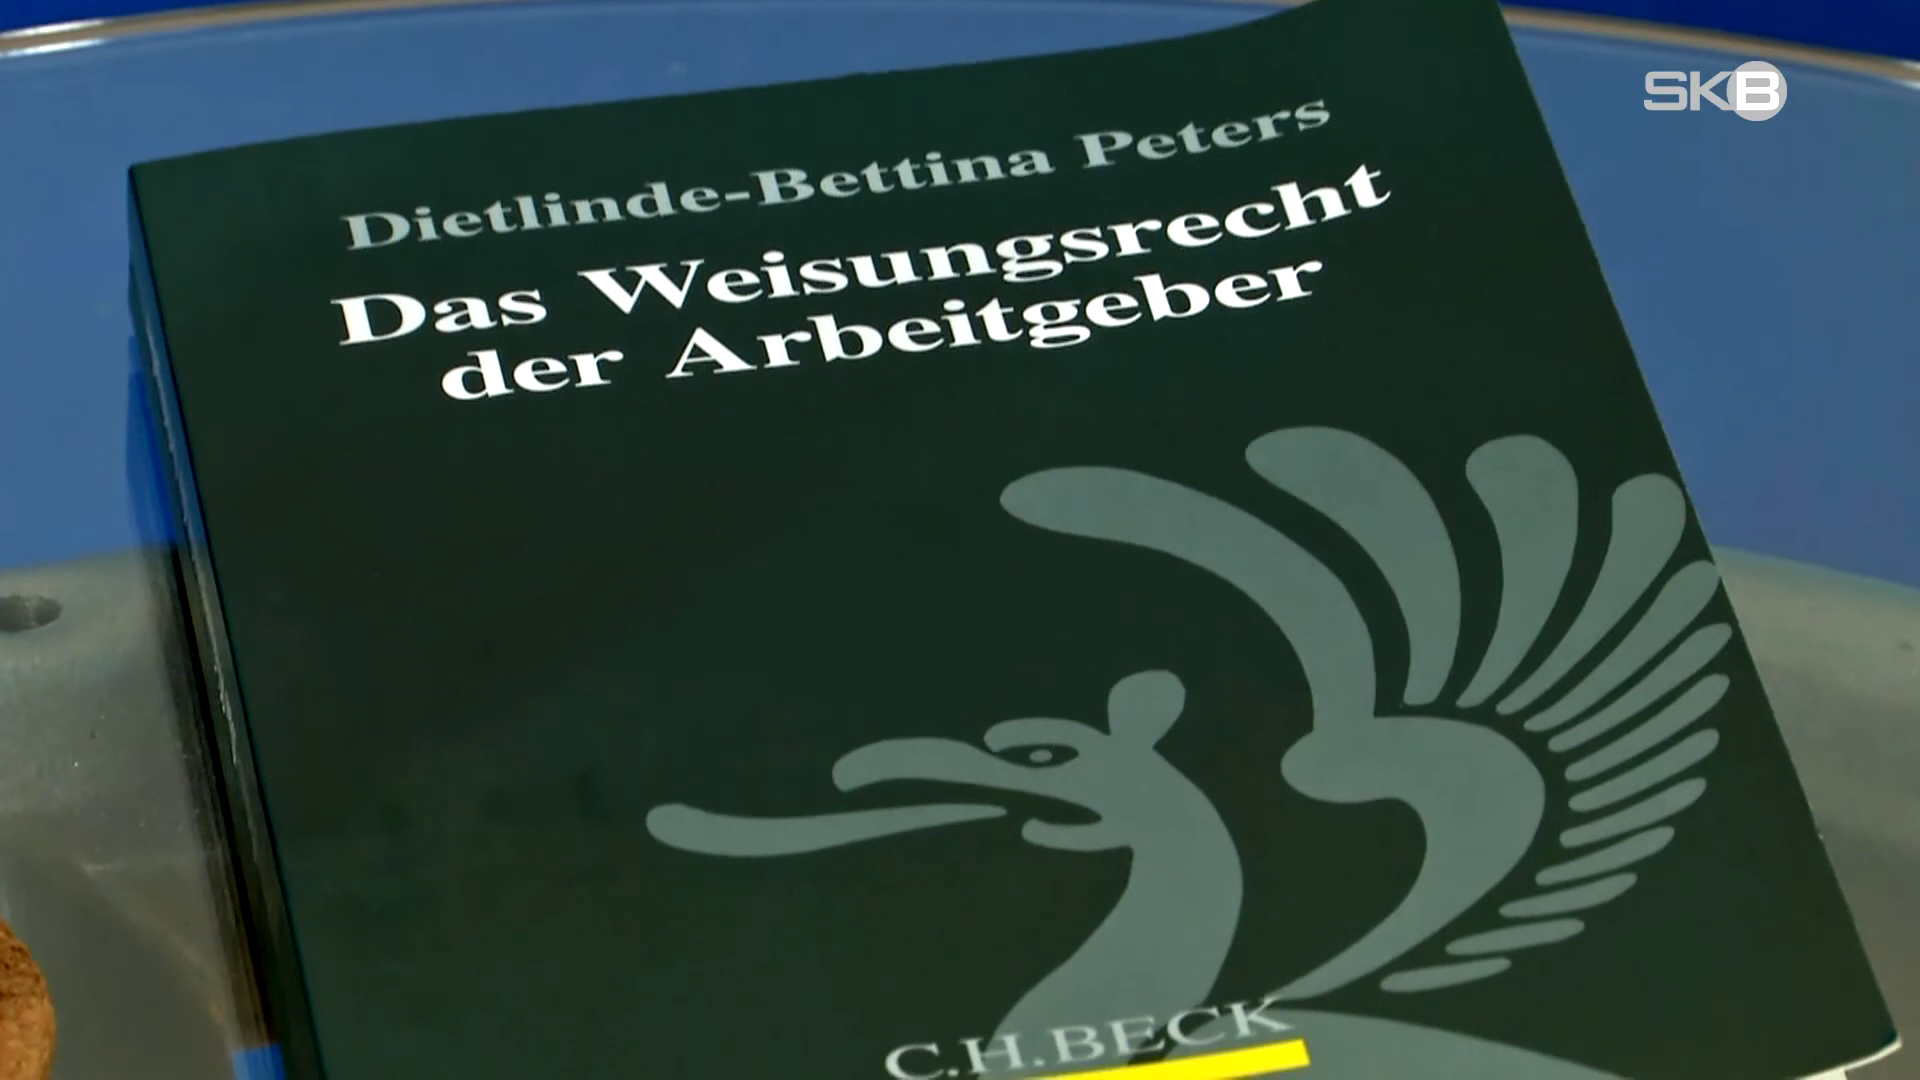 SKB
Dietlinde-Bettina Peters
Das Weisungsrecht
der Arbeitgeber
C.H.BECK